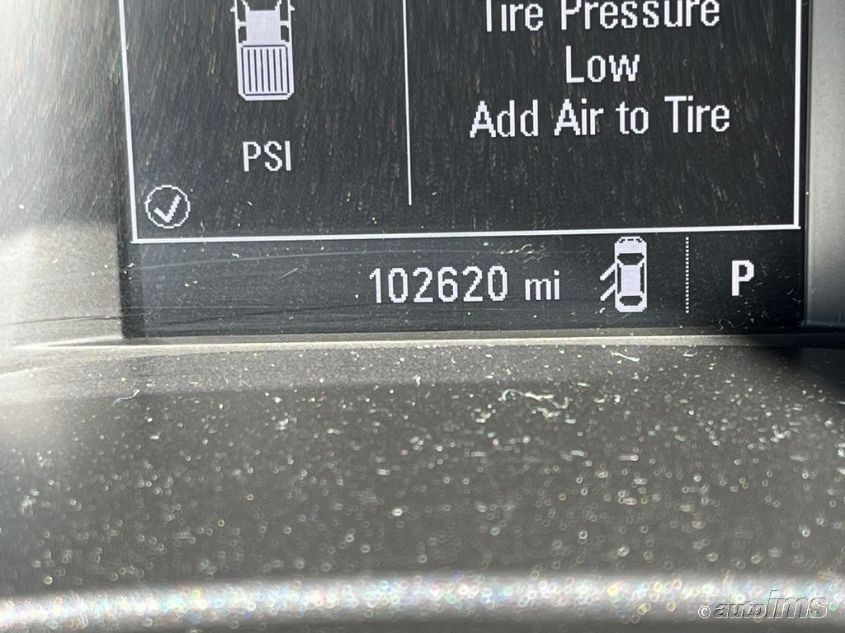 Tire Pressure
Low
Add Air to Tire
PSI
102620 mi
P
© autoims